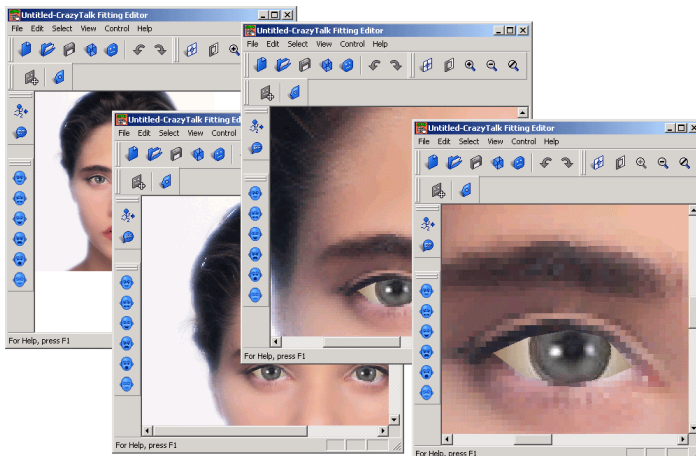 Untitled-CrazyTalk Fitting Editor
File Edit Select View Control Help
For Help, press F1
Untitled-CrazyTalk Fitting Ed
File Edit Select View Control
For Help, press F1
Untitled-CrazyTalk Fitting Editor
File Edit Select View Control Help
For Help, press F1
Untitled-CrazyTalk Fitting Editor
File Edit Select View Control Help
For Help, press F1